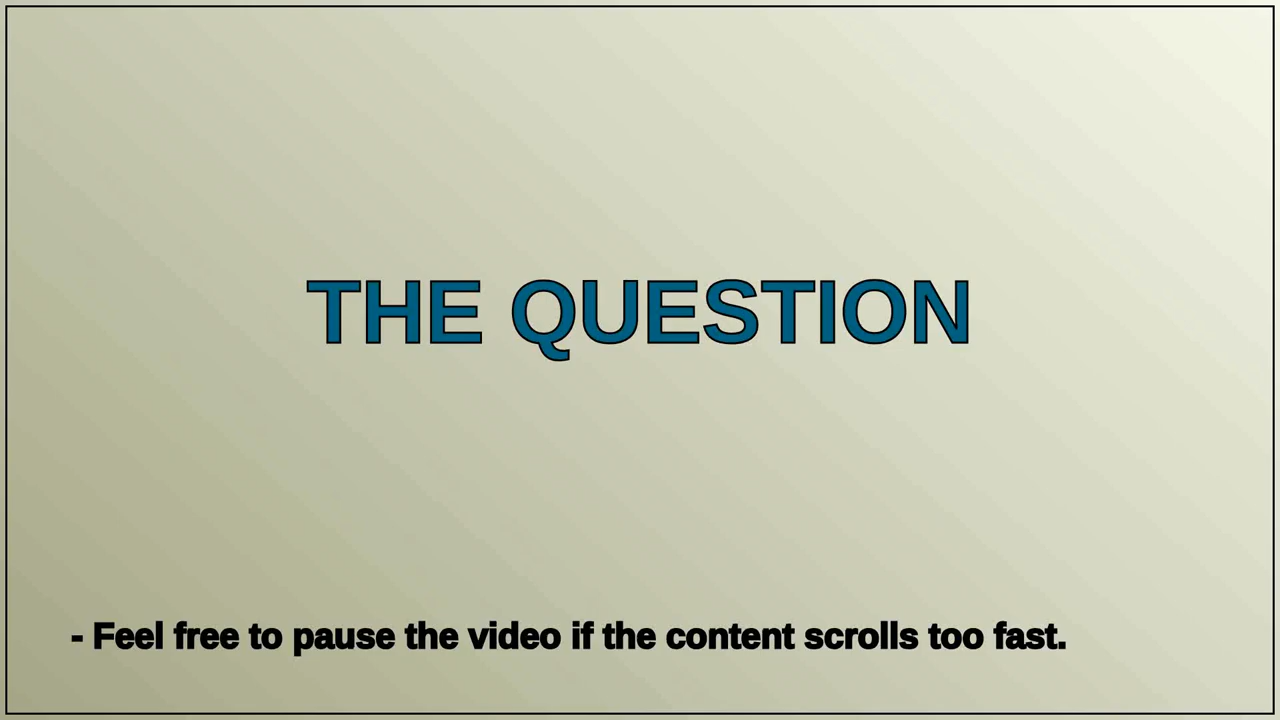 THE QUESTION
- Feel free to pause the video if the content scrolls too fast.